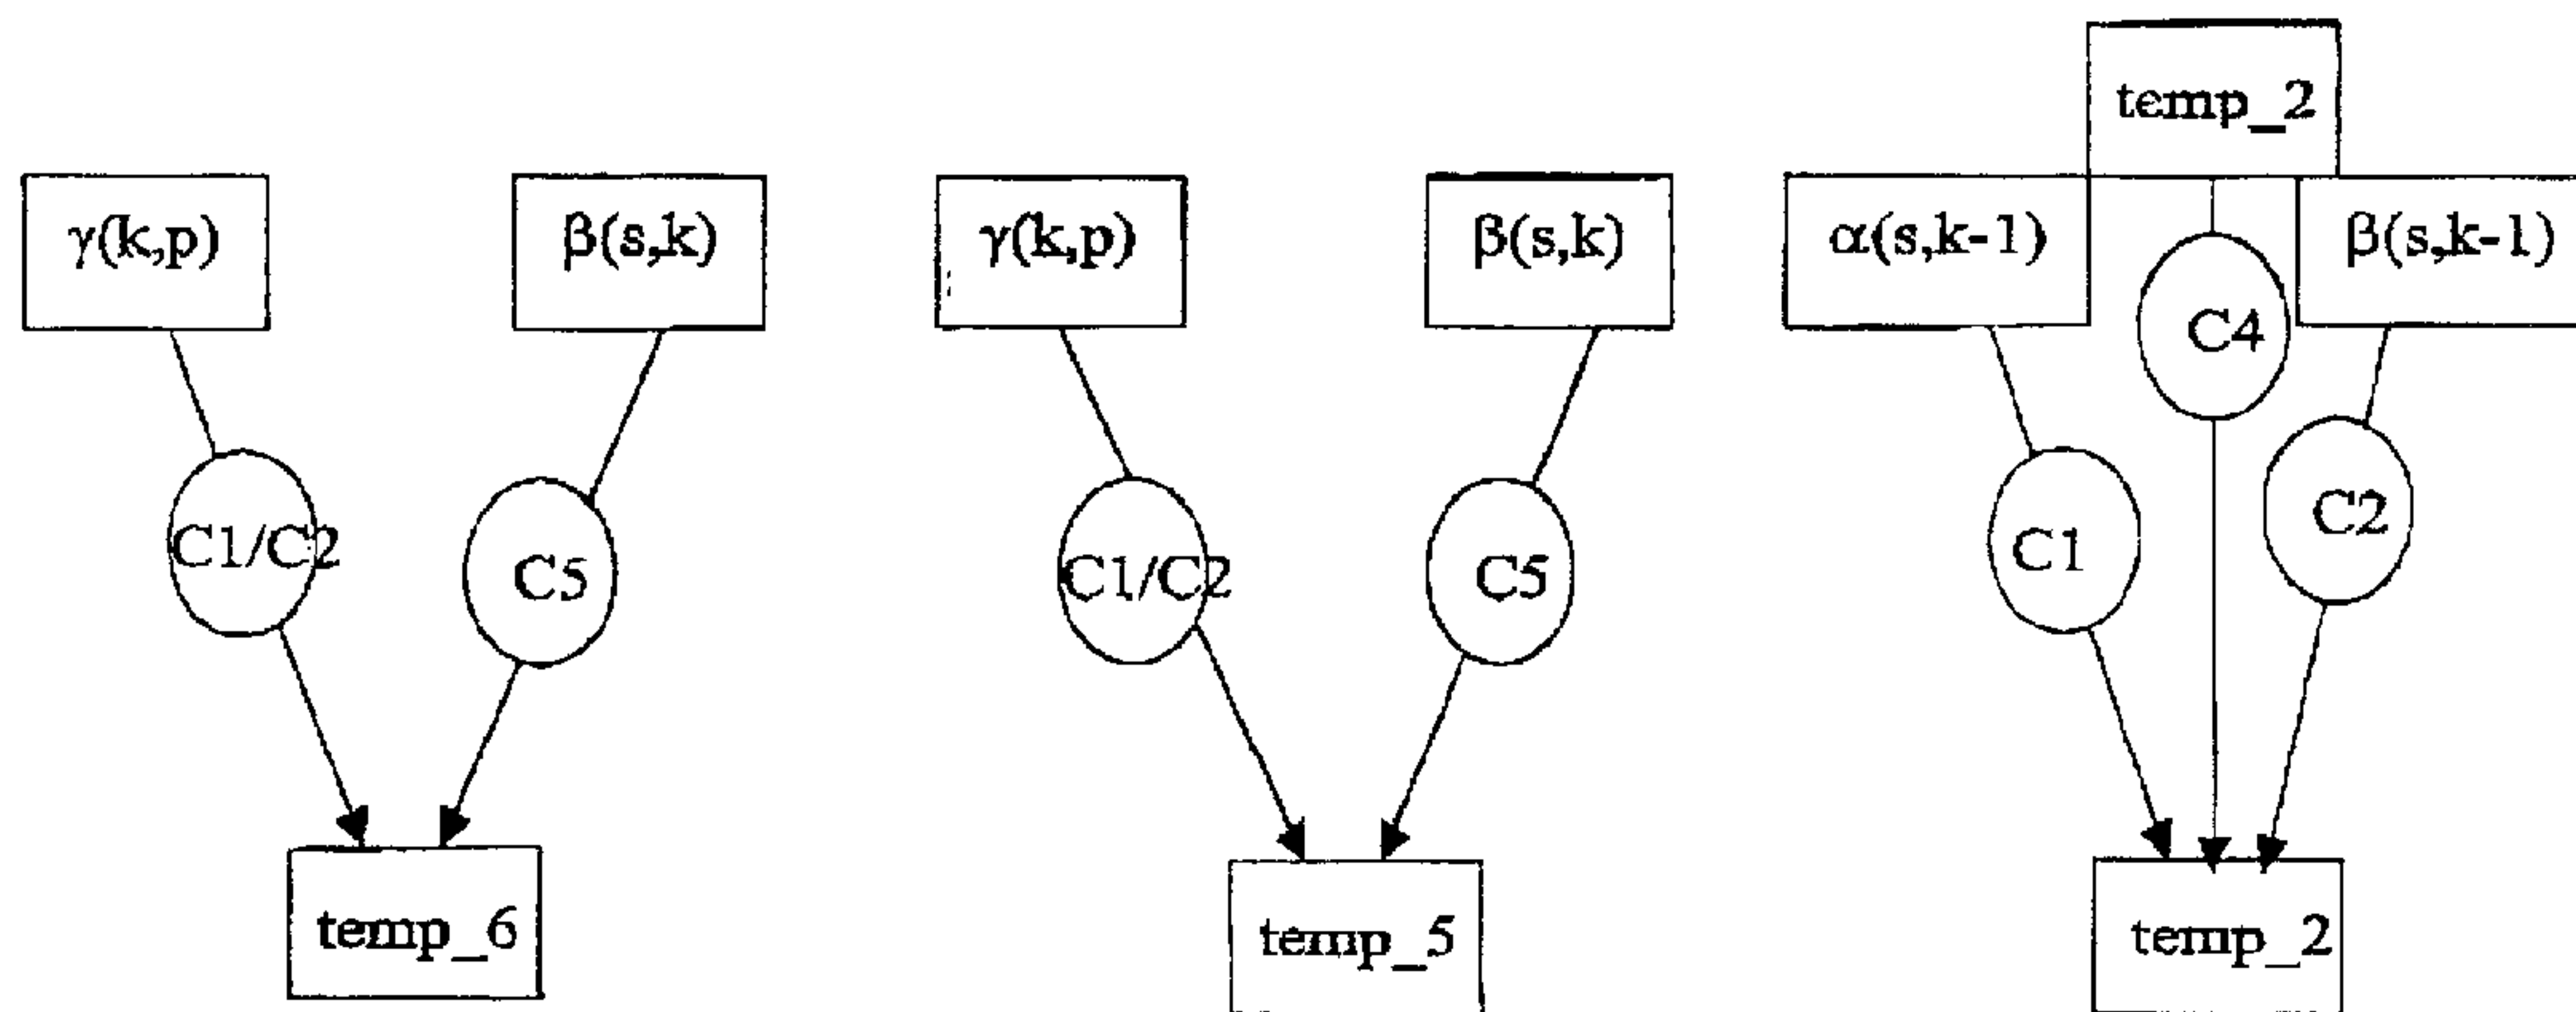 temp_2
γ(k,p)
β(s,k)
γ(k,p)
β(s,k)
α(s,k-1)
β(s,k-1)
C4
C1/C2
C5
C1/C2
C5
C1
C2
temp_6
temp_5
temp_2